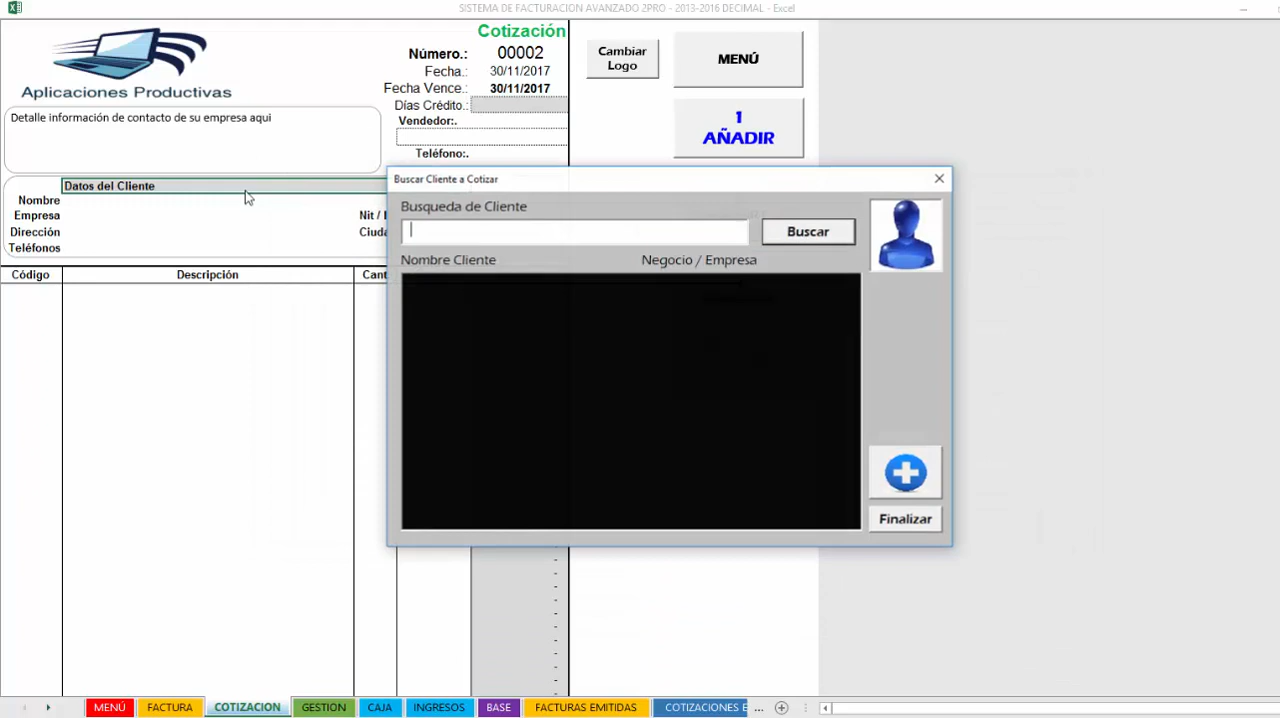 SISTEMA DE FACTURACION AVANZADO 2PRO - 2013-2016 DECIMAL - Excel
Aplicaciones Productivas
Cotización
Número.: 00002
Fecha.: 30/11/2017
Fecha Vence.: 30/11/2017
Días Crédito.:
Vendedor:.
Teléfono:.
Cambiar
Logo
MENÚ
1
AÑADIR
Detalle información de contacto de su empresa aqui
Datos del Cliente
Nombre
Empresa
Nit /
Dirección
Teléfonos
Código Descripción
Buscar Cliente a Cotizar
Busqueda de Cliente
Buscar
Nombre Cliente Negocio / Empresa
Finalizar
MENÚ FACTURA COTIZACION GESTION CAJA INGRESOS BASE FACTURAS EMITIDAS COTIZACIONES E ...